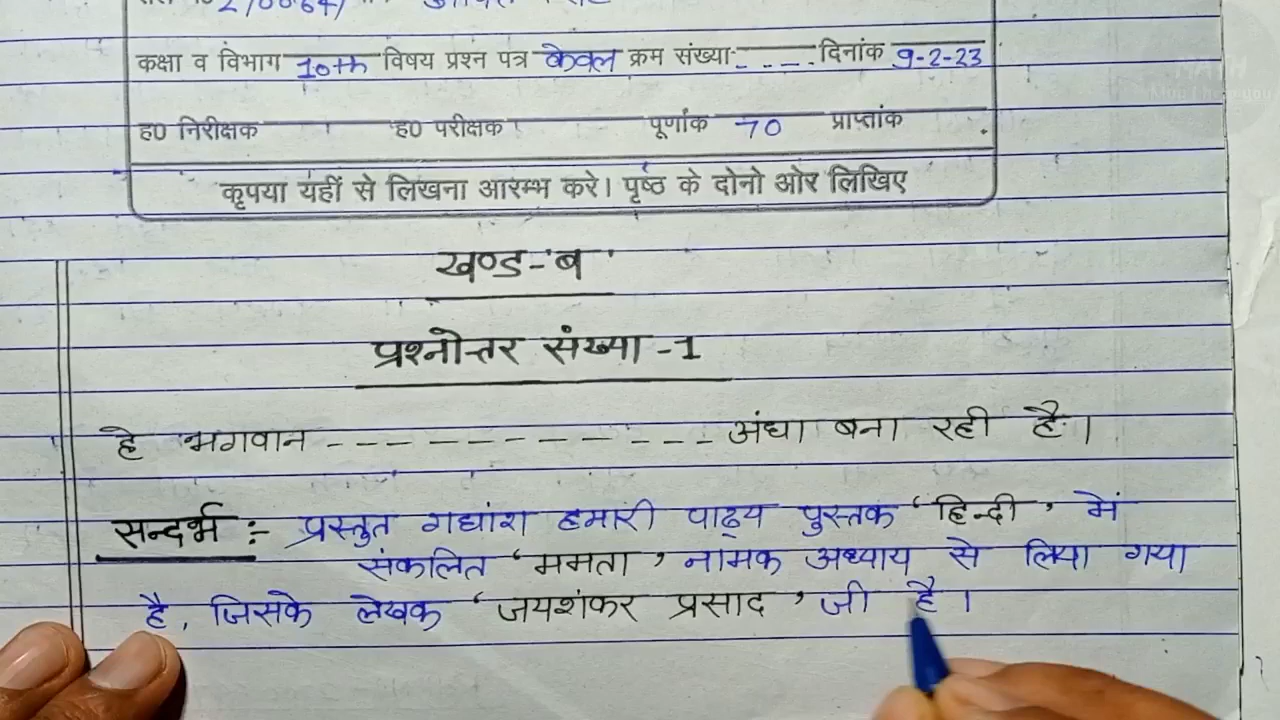 कक्षा व विभाग 10th विषय प्रश्न पत्र केवल क्रम संख्या:- - - -. दिनांक 9-2-23
ह0 निरीक्षक ह0 परीक्षक पूर्णांक 70 प्राप्तांक
कृपया यहीं से लिखना आरम्भ करे। पृष्ठ के दोनो ओर लिखिए
खण्ड-'ब'
प्रश्नोत्तर संख्या-1
हे भगवान - - - - - - - - - - - - - अंधा बना रही है।
सन्दर्भ :- प्रस्तुत गद्यांश हमारी पाठ्य पुस्तक 'हिन्दी' में
संकलित 'ममता' नामक अध्याय से लिया गया
है, जिसके लेखक 'जयशंकर प्रसाद' जी है।